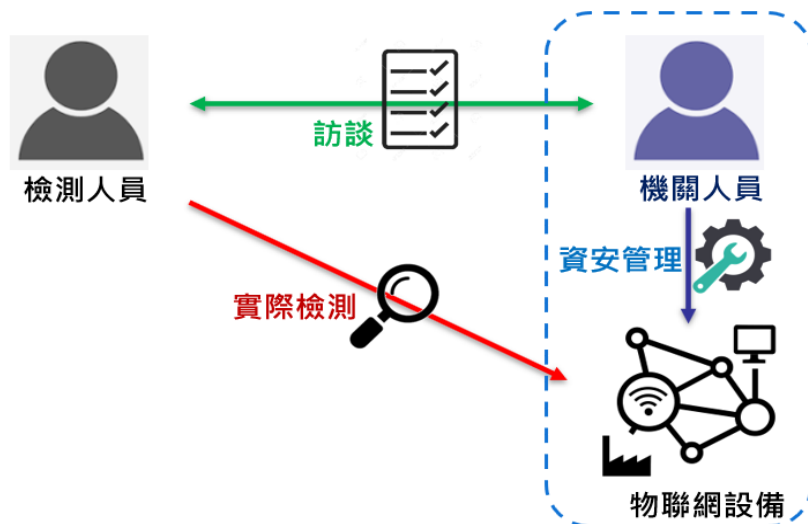 訪談
檢測人員
機關人員
資安管理
實際檢測
物聯網設備